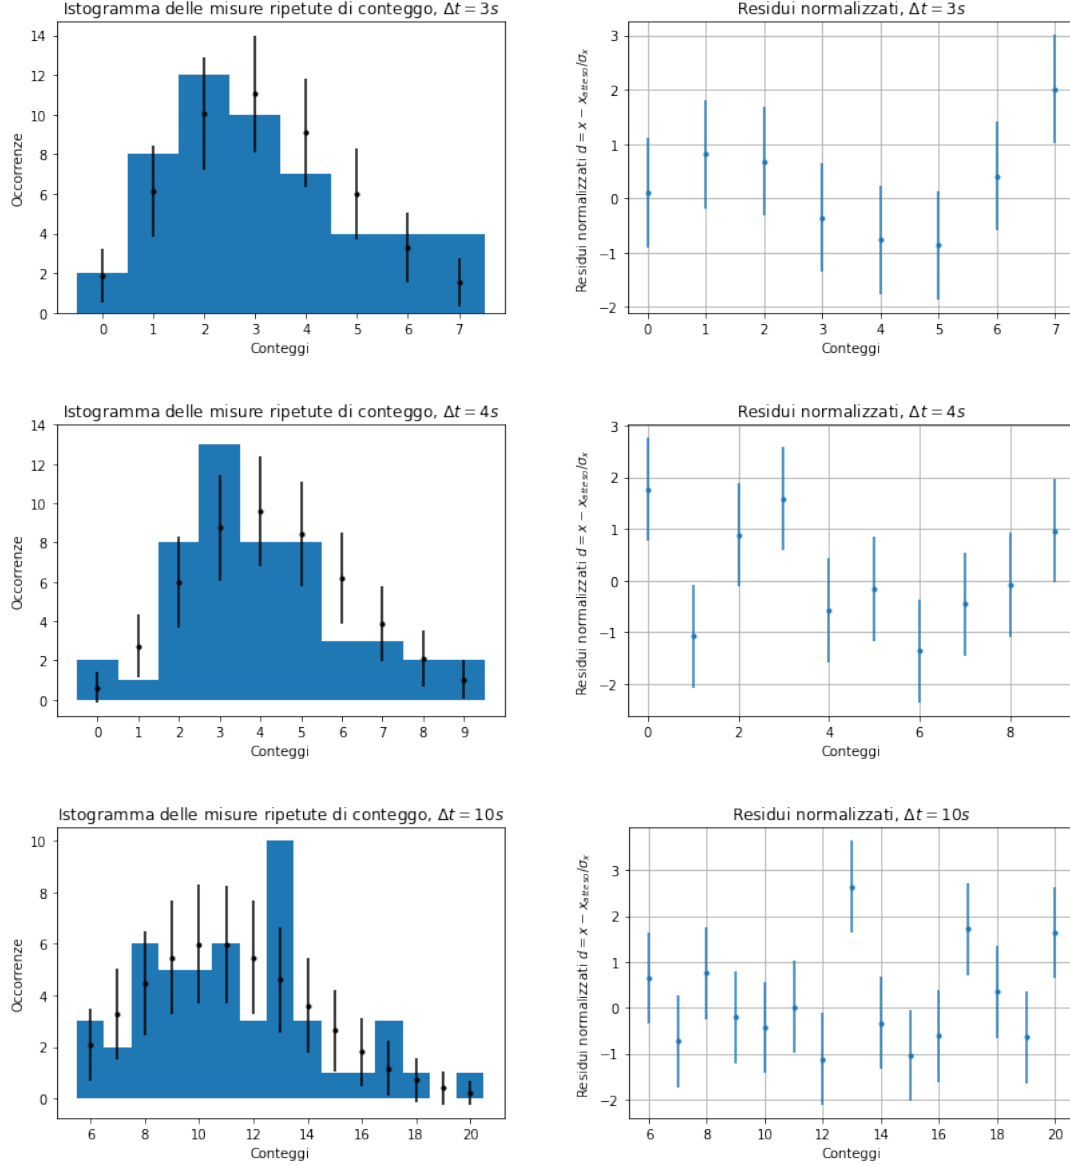 Istogramma delle misure ripetute di conteggo, Δt = 3s
Occorrenze
14
12
10
8
6
4
2
0
0 1 2 3 4 5 6 7
Conteggi
Residui normalizzati, Δt = 3s
Residui normalizzati d = x − x_atteso/σ_x
3
2
1
0
−1
−2
0 1 2 3 4 5 6 7
Conteggi
Istogramma delle misure ripetute di conteggo, Δt = 4s
Occorrenze
14
12
10
8
6
4
2
0
0 1 2 3 4 5 6 7 8 9
Conteggi
Residui normalizzati, Δt = 4s
Residui normalizzati d = x − x_atteso/σ_x
3
2
1
0
−1
−2
0 2 4 6 8
Conteggi
Istogramma delle misure ripetute di conteggo, Δt = 10s
Occorrenze
10
8
6
4
2
0
6 8 10 12 14 16 18 20
Conteggi
Residui normalizzati, Δt = 10s
Residui normalizzati d = x − x_atteso/σ_x
3
2
1
0
−1
−2
6 8 10 12 14 16 18 20
Conteggi